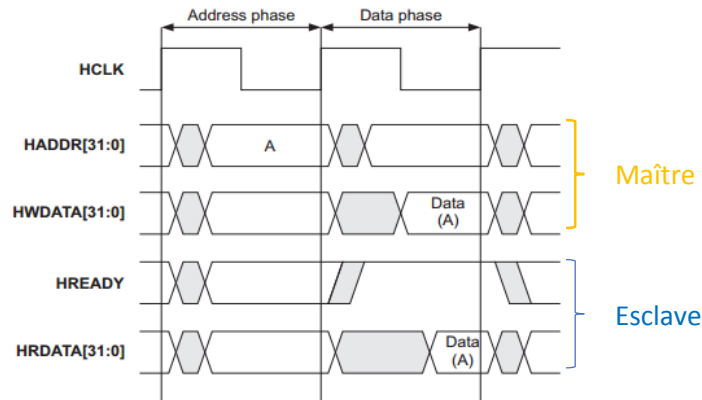 Address phase
Data phase
HCLK
HADDR[31:0]
A
Maître
HWDATA[31:0]
Data
(A)
HREADY
Esclave
HRDATA[31:0]
Data
(A)